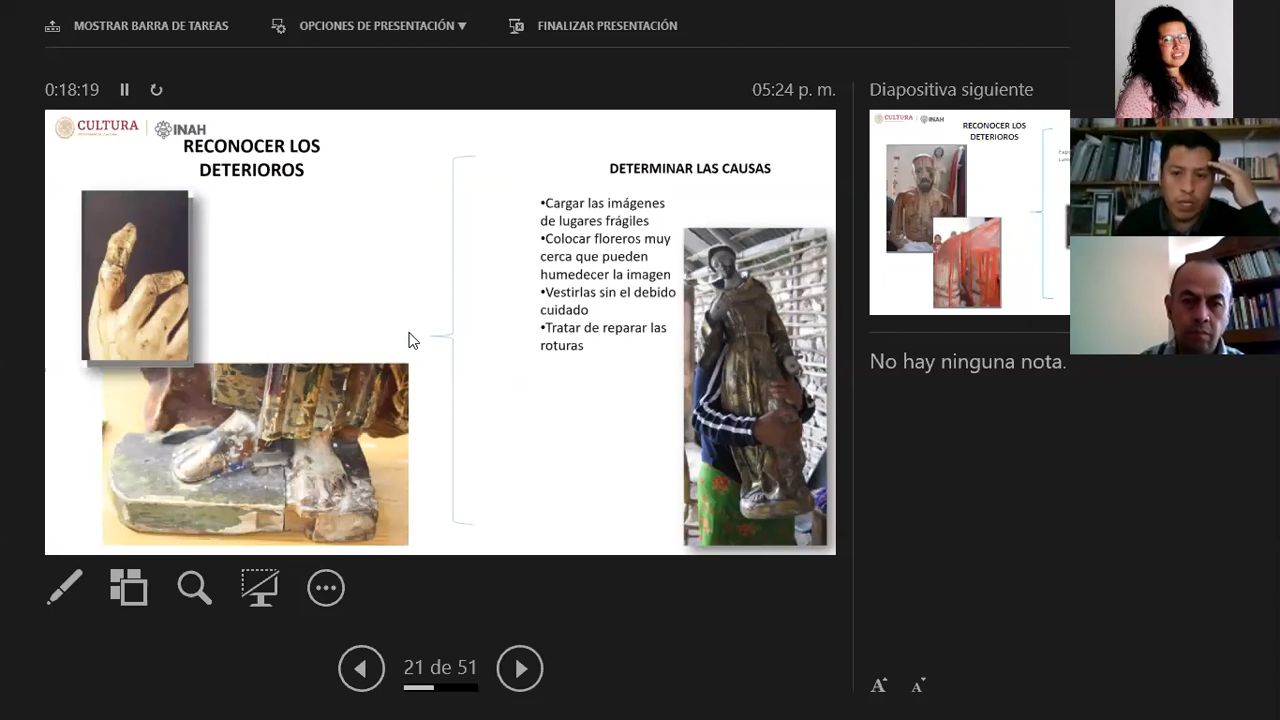 MOSTRAR BARRA DE TAREAS
OPCIONES DE PRESENTACIÓN ▼
FINALIZAR PRESENTACIÓN
0:18:19
05:24 p. m.
CULTURA
INAH
RECONOCER LOS
DETERIOROS
DETERMINAR LAS CAUSAS
•Cargar las imágenes
de lugares frágiles
•Colocar floreros muy
cerca que pueden
humedecer la imagen
•Vestirlas sin el debido
cuidado
•Tratar de reparar las
roturas
Diapositiva siguiente
CULTURA
INAH
RECONOCER LOS
DETERIOROS
No hay ninguna nota.
21 de 51
A
A